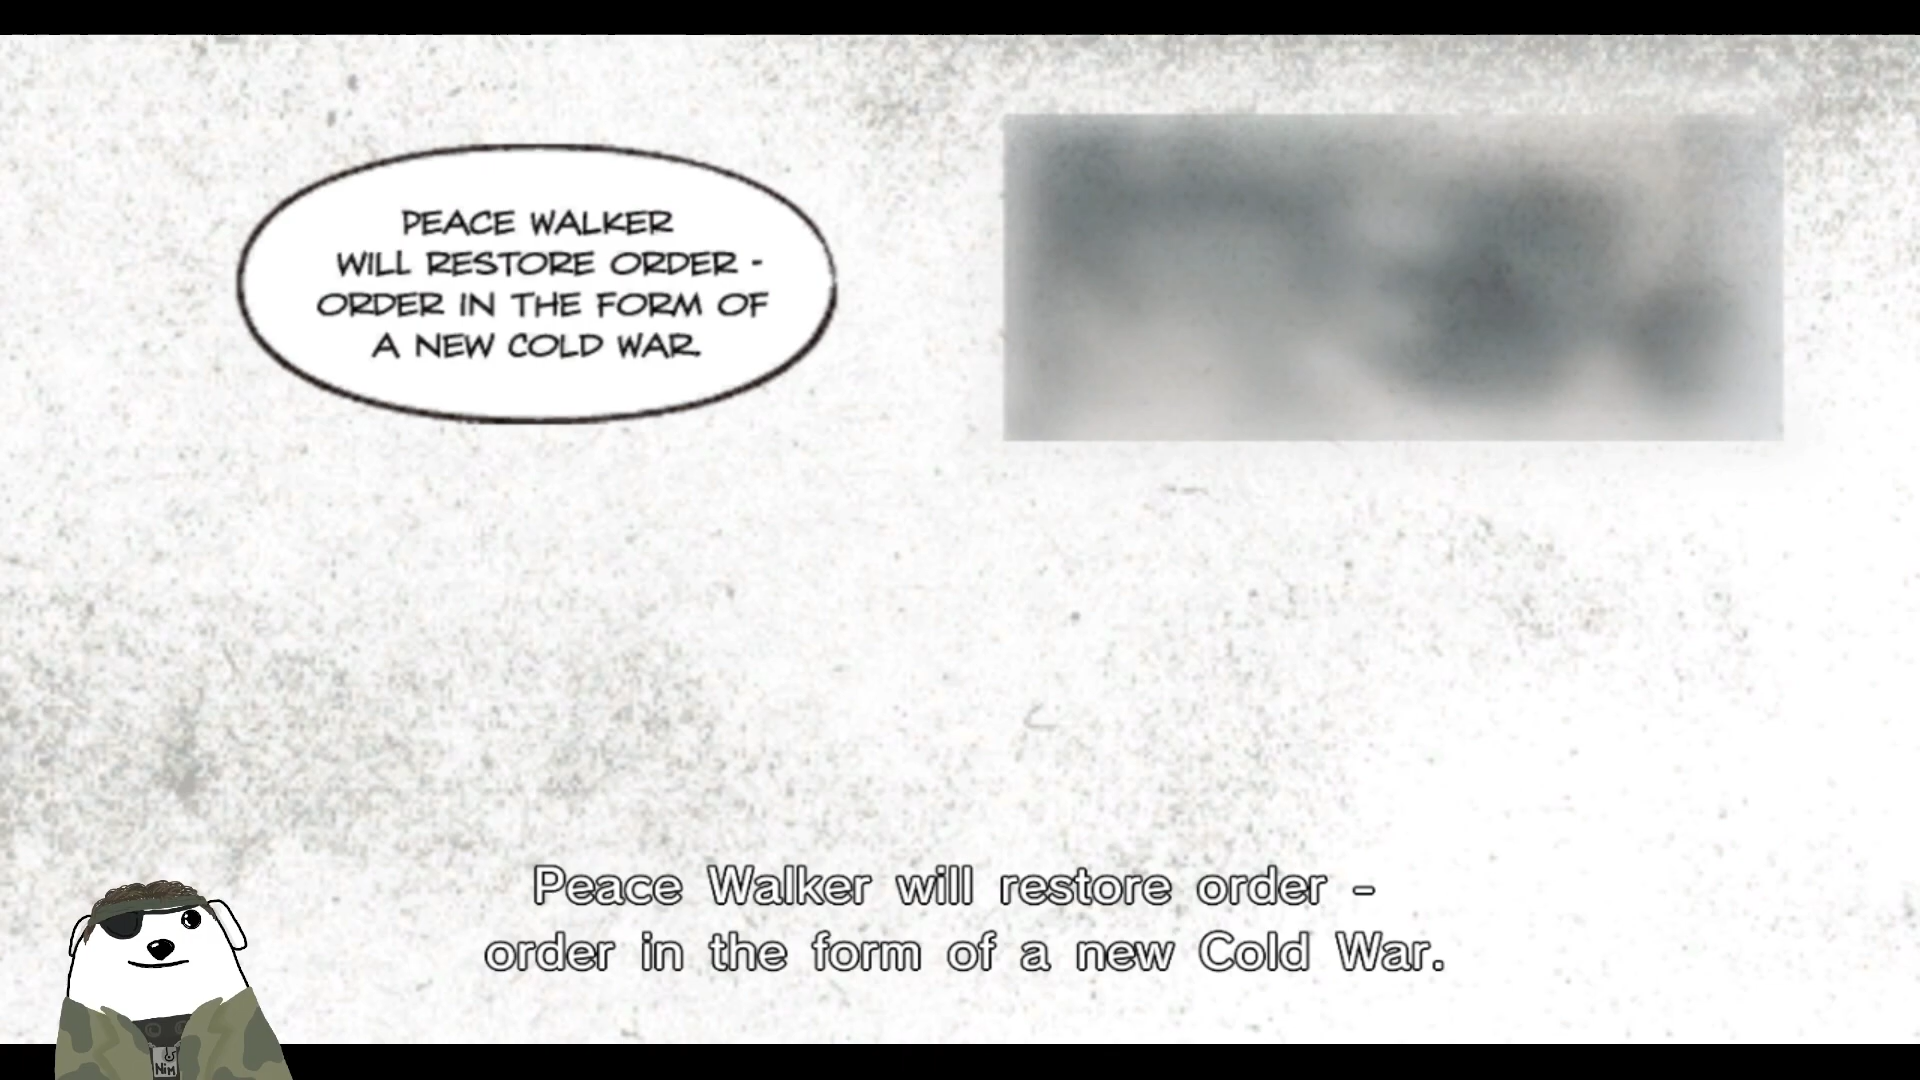 PEACE WALKER
WILL RESTORE ORDER -
ORDER IN THE FORM OF
A NEW COLD WAR.
Peace Walker will restore order -
order in the form of a new Cold War.
NiM